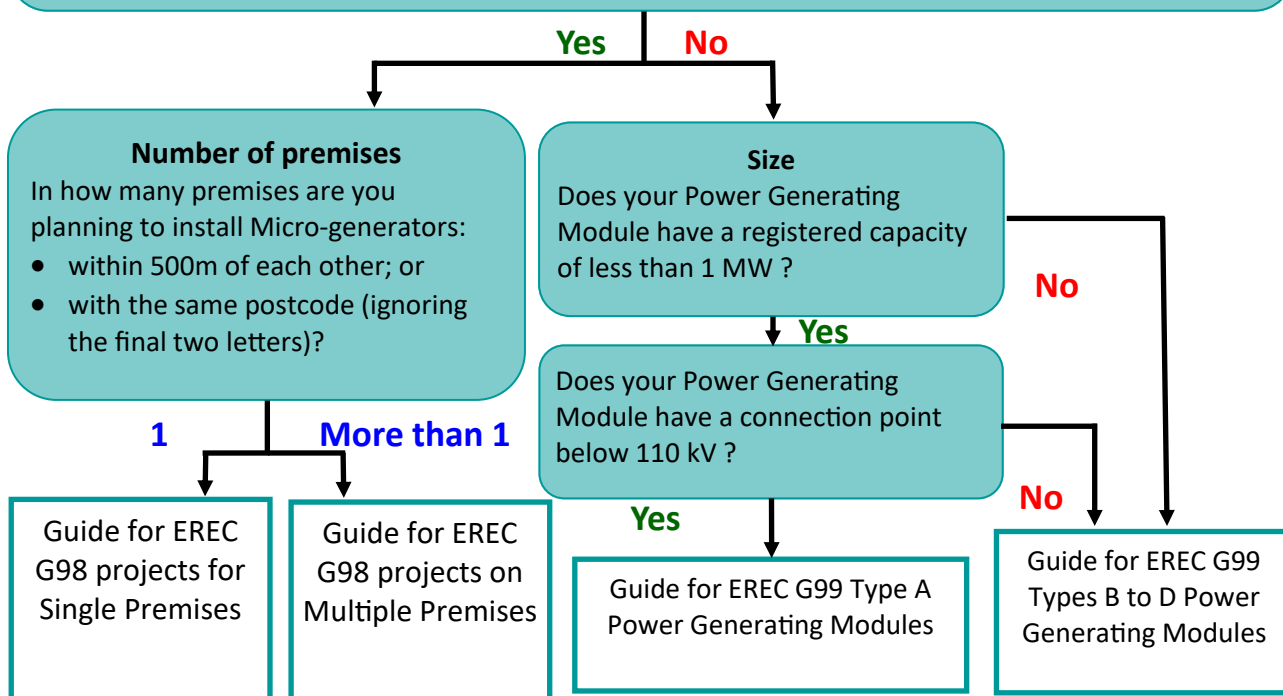 Yes
No
Number of premises
In how many premises are you
planning to install Micro-generators:
• within 500m of each other; or
• with the same postcode (ignoring
the final two letters)?
Size
Does your Power Generating
Module have a registered capacity
of less than 1 MW ?
No
Yes
Does your Power Generating
Module have a connection point
below 110 kV ?
1
More than 1
Yes
No
Guide for EREC
G98 projects for
Single Premises
Guide for EREC
G98 projects on
Multiple Premises
Guide for EREC G99 Type A
Power Generating Modules
Guide for EREC G99
Types B to D Power
Generating Modules